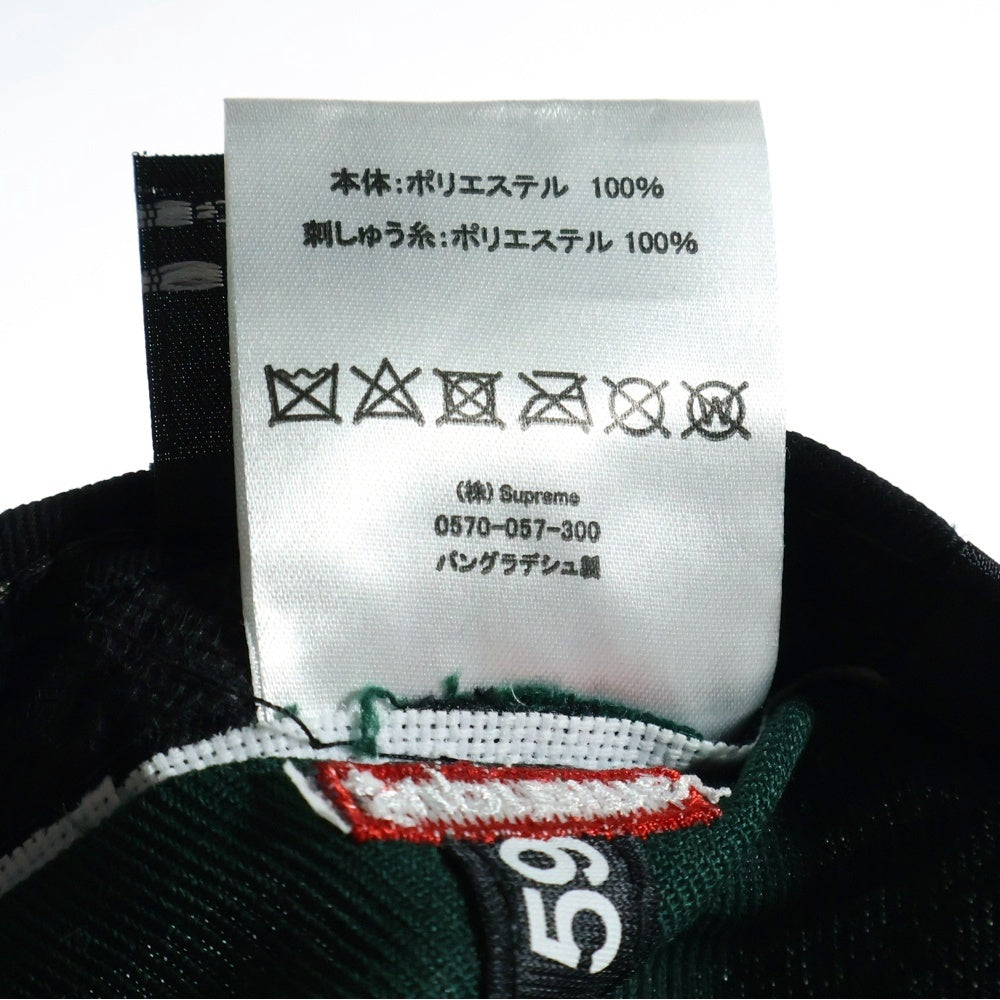 本体:ポリエステル 100%
刺しゅう糸:ポリエステル 100%
W
(株) Supreme
0570-057-300
バングラデシュ製
59